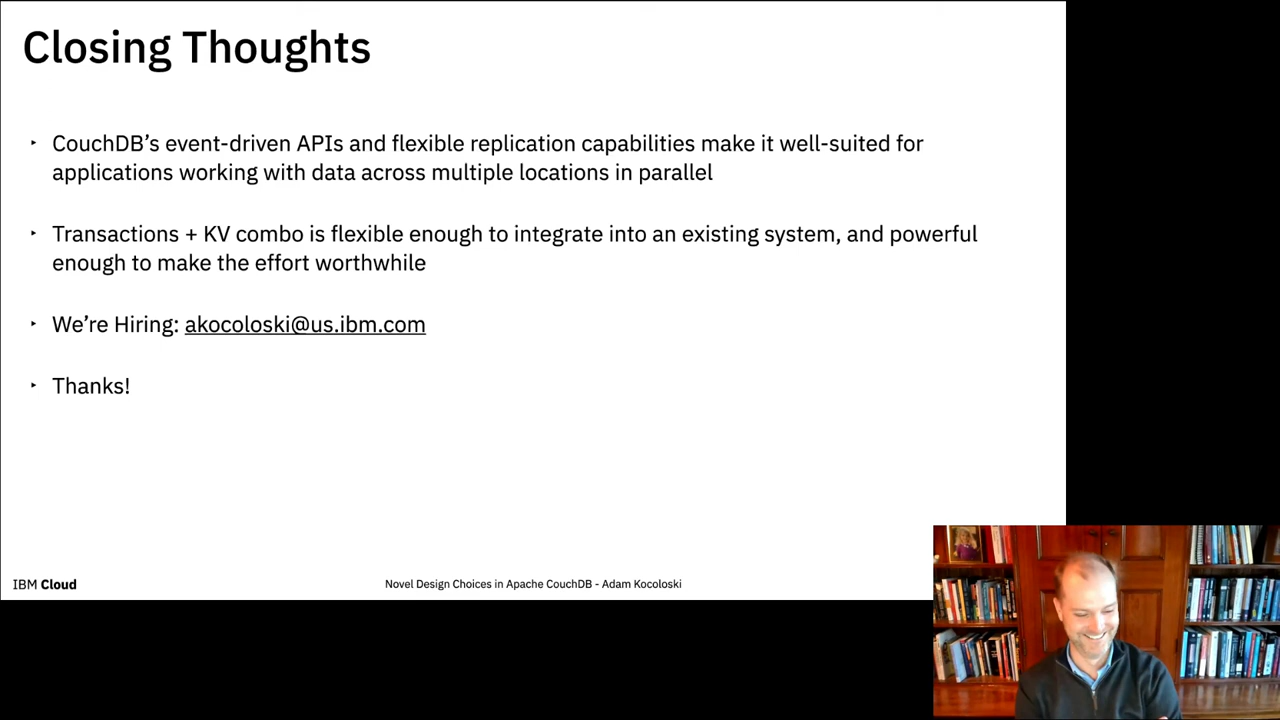 Closing Thoughts
‣ CouchDB’s event-driven APIs and flexible replication capabilities make it well-suited for
applications working with data across multiple locations in parallel
‣ Transactions + KV combo is flexible enough to integrate into an existing system, and powerful
enough to make the effort worthwhile
‣ We’re Hiring: akocoloski@us.ibm.com
‣ Thanks!
IBM Cloud
Novel Design Choices in Apache CouchDB - Adam Kocoloski